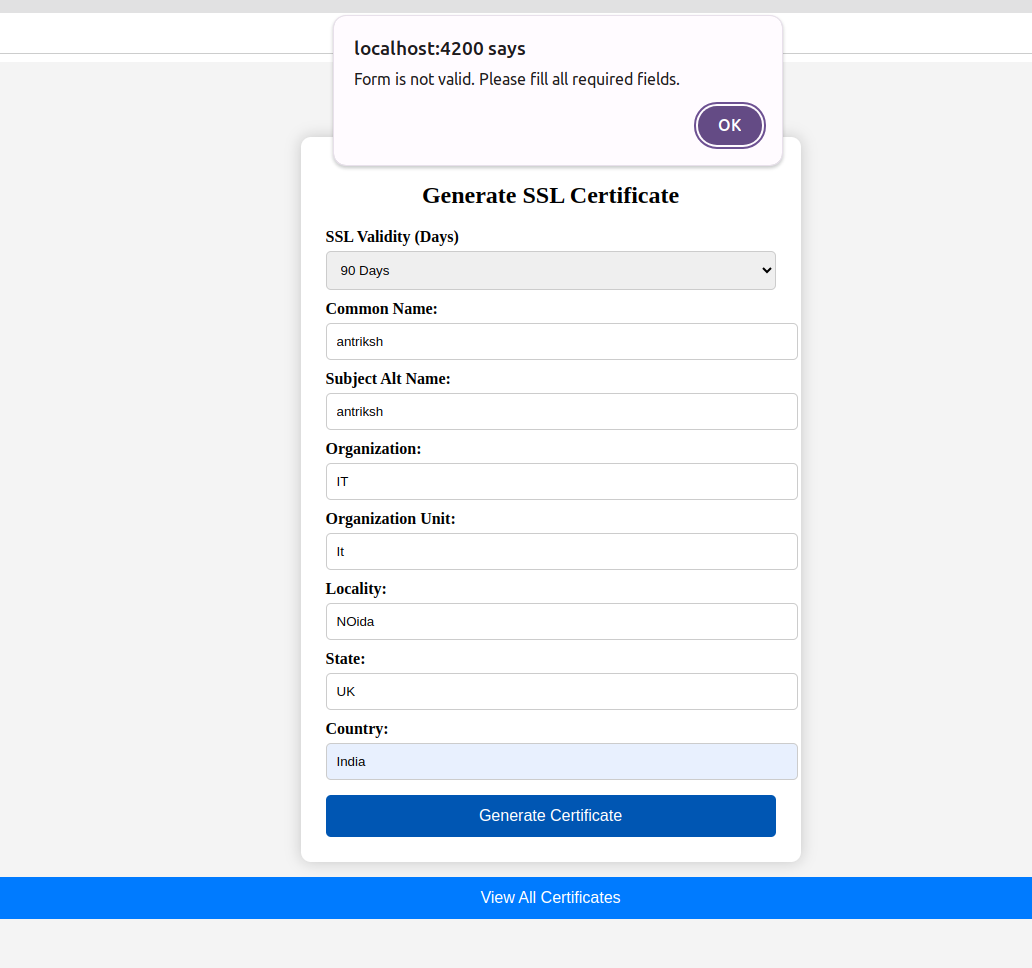 localhost:4200 says
Form is not valid. Please fill all required fields.
OK
Generate SSL Certificate
SSL Validity (Days)
90 Days
Common Name:
antriksh
Subject Alt Name:
antriksh
Organization:
IT
Organization Unit:
It
Locality:
NOida
State:
UK
Country:
India
Generate Certificate
View All Certificates